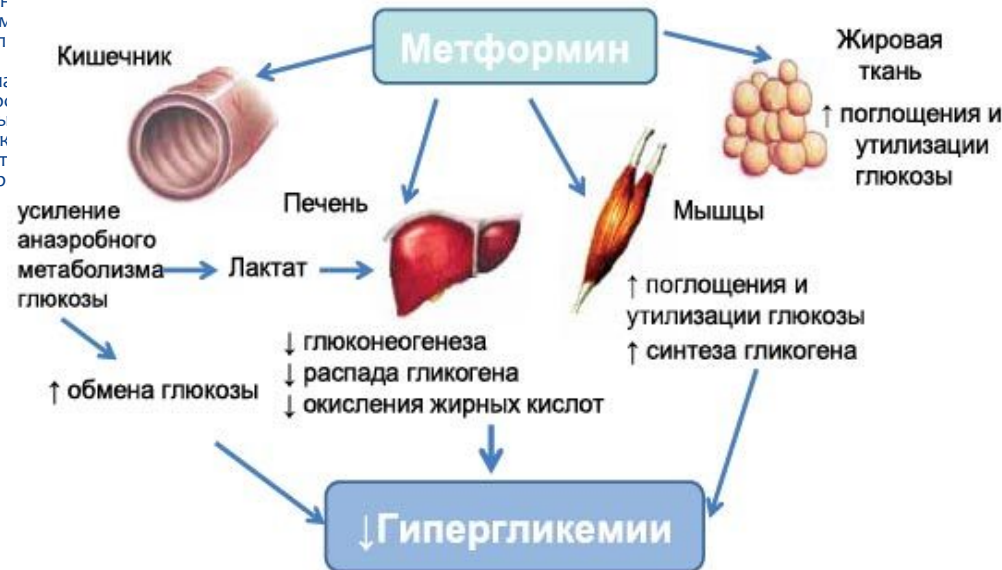 Метформин
Кишечник
Жировая
ткань
↑ поглощения и
утилизации
глюкозы
Печень
Мышцы
усиление
анаэробного
метаболизма
глюкозы
Лактат
↑ поглощения и
утилизации глюкозы
↑ синтеза гликогена
↓ глюконеогенеза
↓ распада гликогена
↓ окисления жирных кислот
↑ обмена глюкозы
↓Гипергликемии